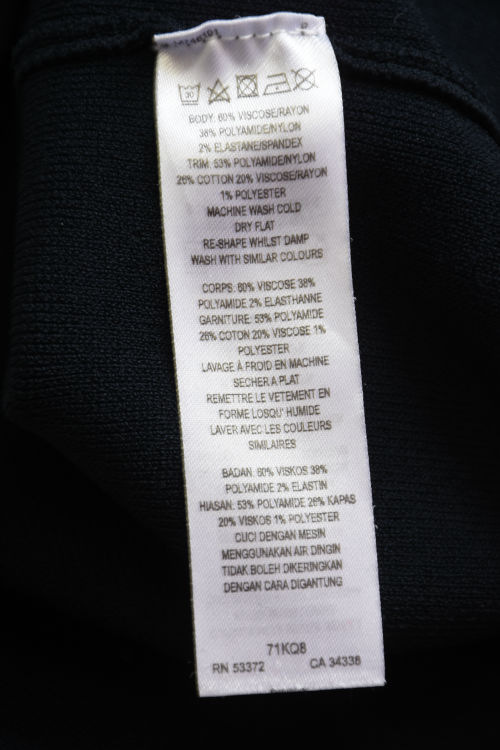 30
BODY: 60% VISCOSE/RAYON
38% POLYAMIDE/NYLON
2% ELASTANE/SPANDEX
TRIM: 53% POLYAMIDE/NYLON
26% COTTON 20% VISCOSE/RAYON
1% POLYESTER
MACHINE WASH COLD
DRY FLAT
RE-SHAPE WHILST DAMP
WASH WITH SIMILAR COLOURS
CORPS: 60% VISCOSE 38%
POLYAMIDE 2% ELASTHANNE
GARNITURE: 53% POLYAMIDE
26% COTON 20% VISCOSE 1%
POLYESTER
LAVAGE À FROID EN MACHINE
SECHER A PLAT
REMETTRE LE VETEMENT EN
FORME LOSQU' HUMIDE
LAVER AVEC LES COULEURS
SIMILAIRES
BADAN: 60% VISKOS 38%
POLYAMIDE 2% ELASTIN
HIASAN: 53% POLYAMIDE 26% KAPAS
20% VISKOS 1% POLYESTER
CUCI DENGAN MESIN
MENGGUNAKAN AIR DINGIN
TIDAK BOLEH DIKERINGKAN
DENGAN CARA DIGANTUNG
71KQ8
RN 53372 CA 34338